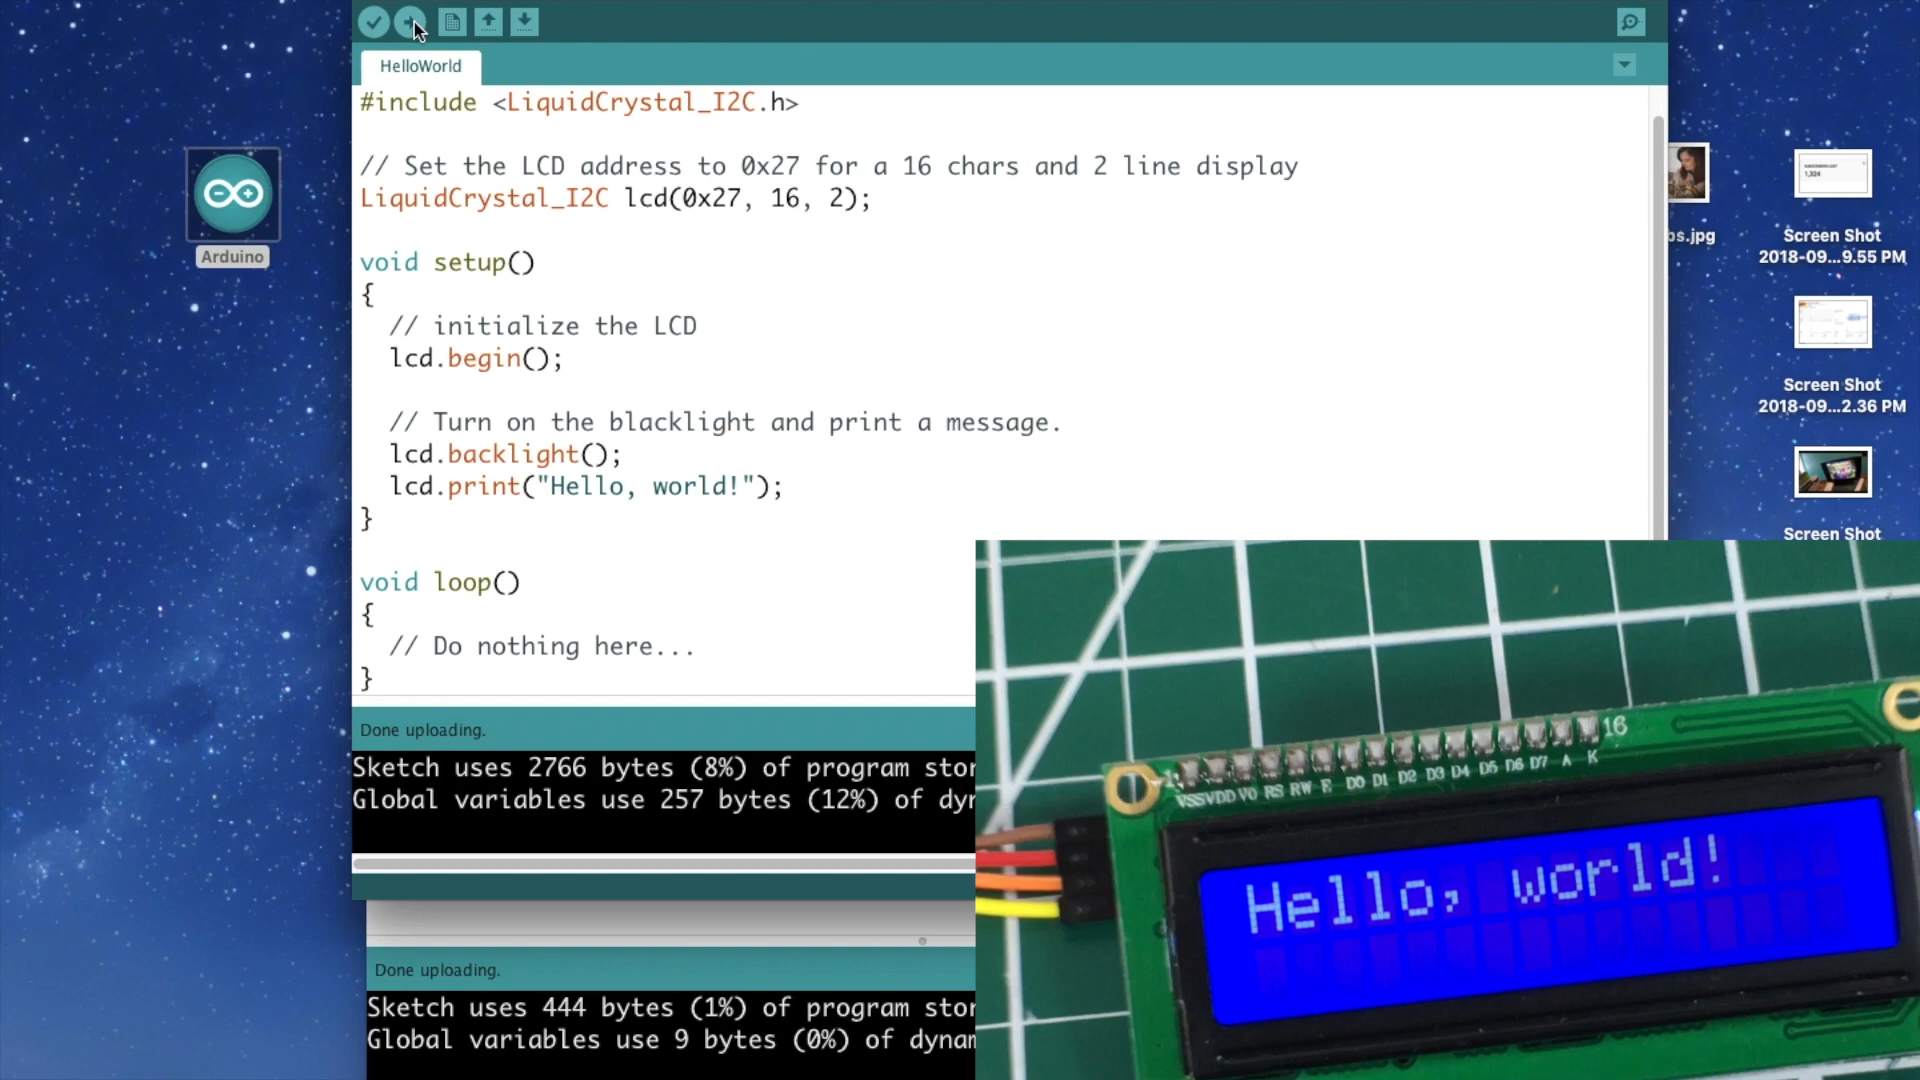 HelloWorld
#include <LiquidCrystal_I2C.h>
// Set the LCD address to 0x27 for a 16 chars and 2 line display
LiquidCrystal_I2C lcd(0x27, 16, 2);
void setup()
{
// initialize the LCD
lcd.begin();
// Turn on the blacklight and print a message.
lcd.backlight();
lcd.print("Hello, world!");
}
void loop()
{
// Do nothing here...
}
Done uploading.
Sketch uses 2766 bytes (8%) of program stor
Global variables use 257 bytes (12%) of dyn
Done uploading.
Sketch uses 444 bytes (1%) of program stor
Global variables use 9 bytes (0%) of dynam
Arduino
bs.jpg
Screen Shot
2018-09...9.55 PM
Screen Shot
2018-09...2.36 PM
Screen Shot
1 16
VSS VDD V0 RS RW E D0 D1 D2 D3 D4 D5 D6 D7 A K
Hello, world!